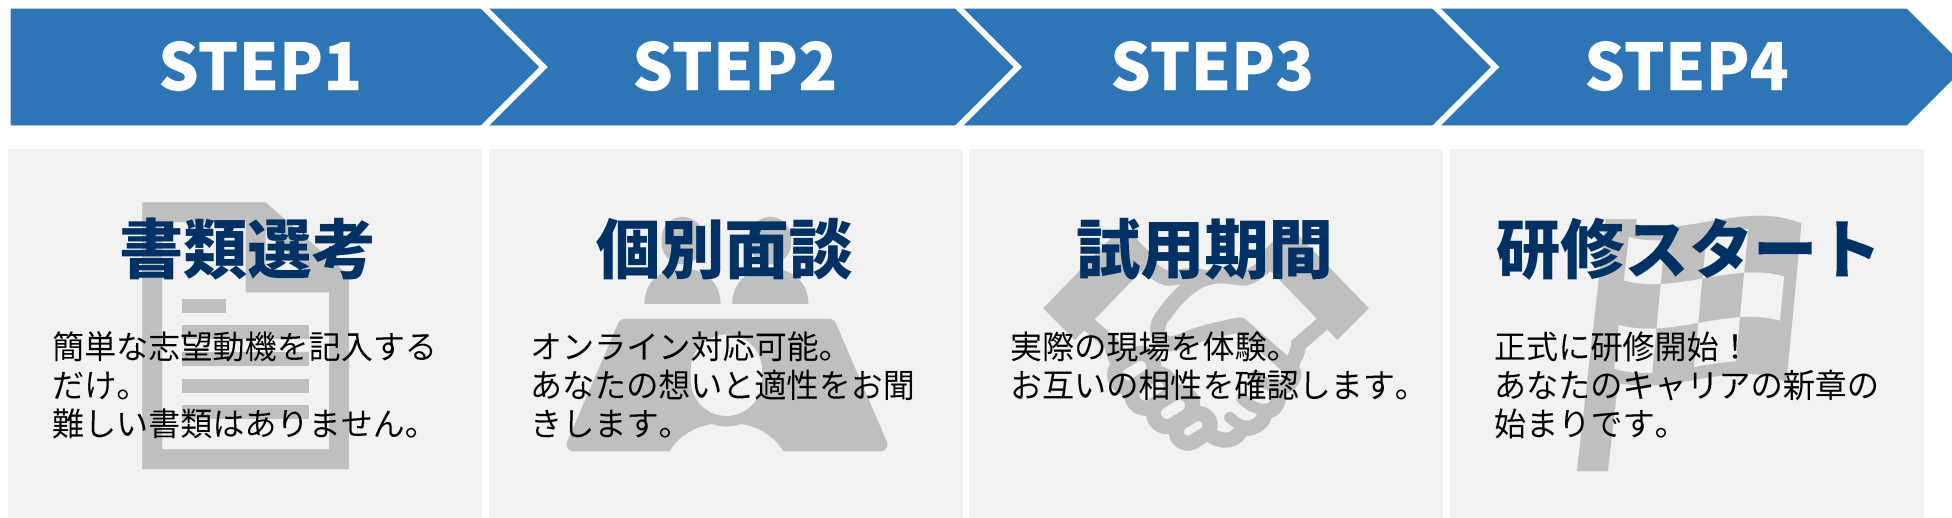 STEP1
STEP2
STEP3
STEP4
書類選考
簡単な志望動機を記入する
だけ。
難しい書類はありません。
個別面談
オンライン対応可能。
あなたの想いと適性をお聞
きします。
試用期間
実際の現場を体験。
お互いの相性を確認します。
研修スタート
正式に研修開始！
あなたのキャリアの新章の
始まりです。